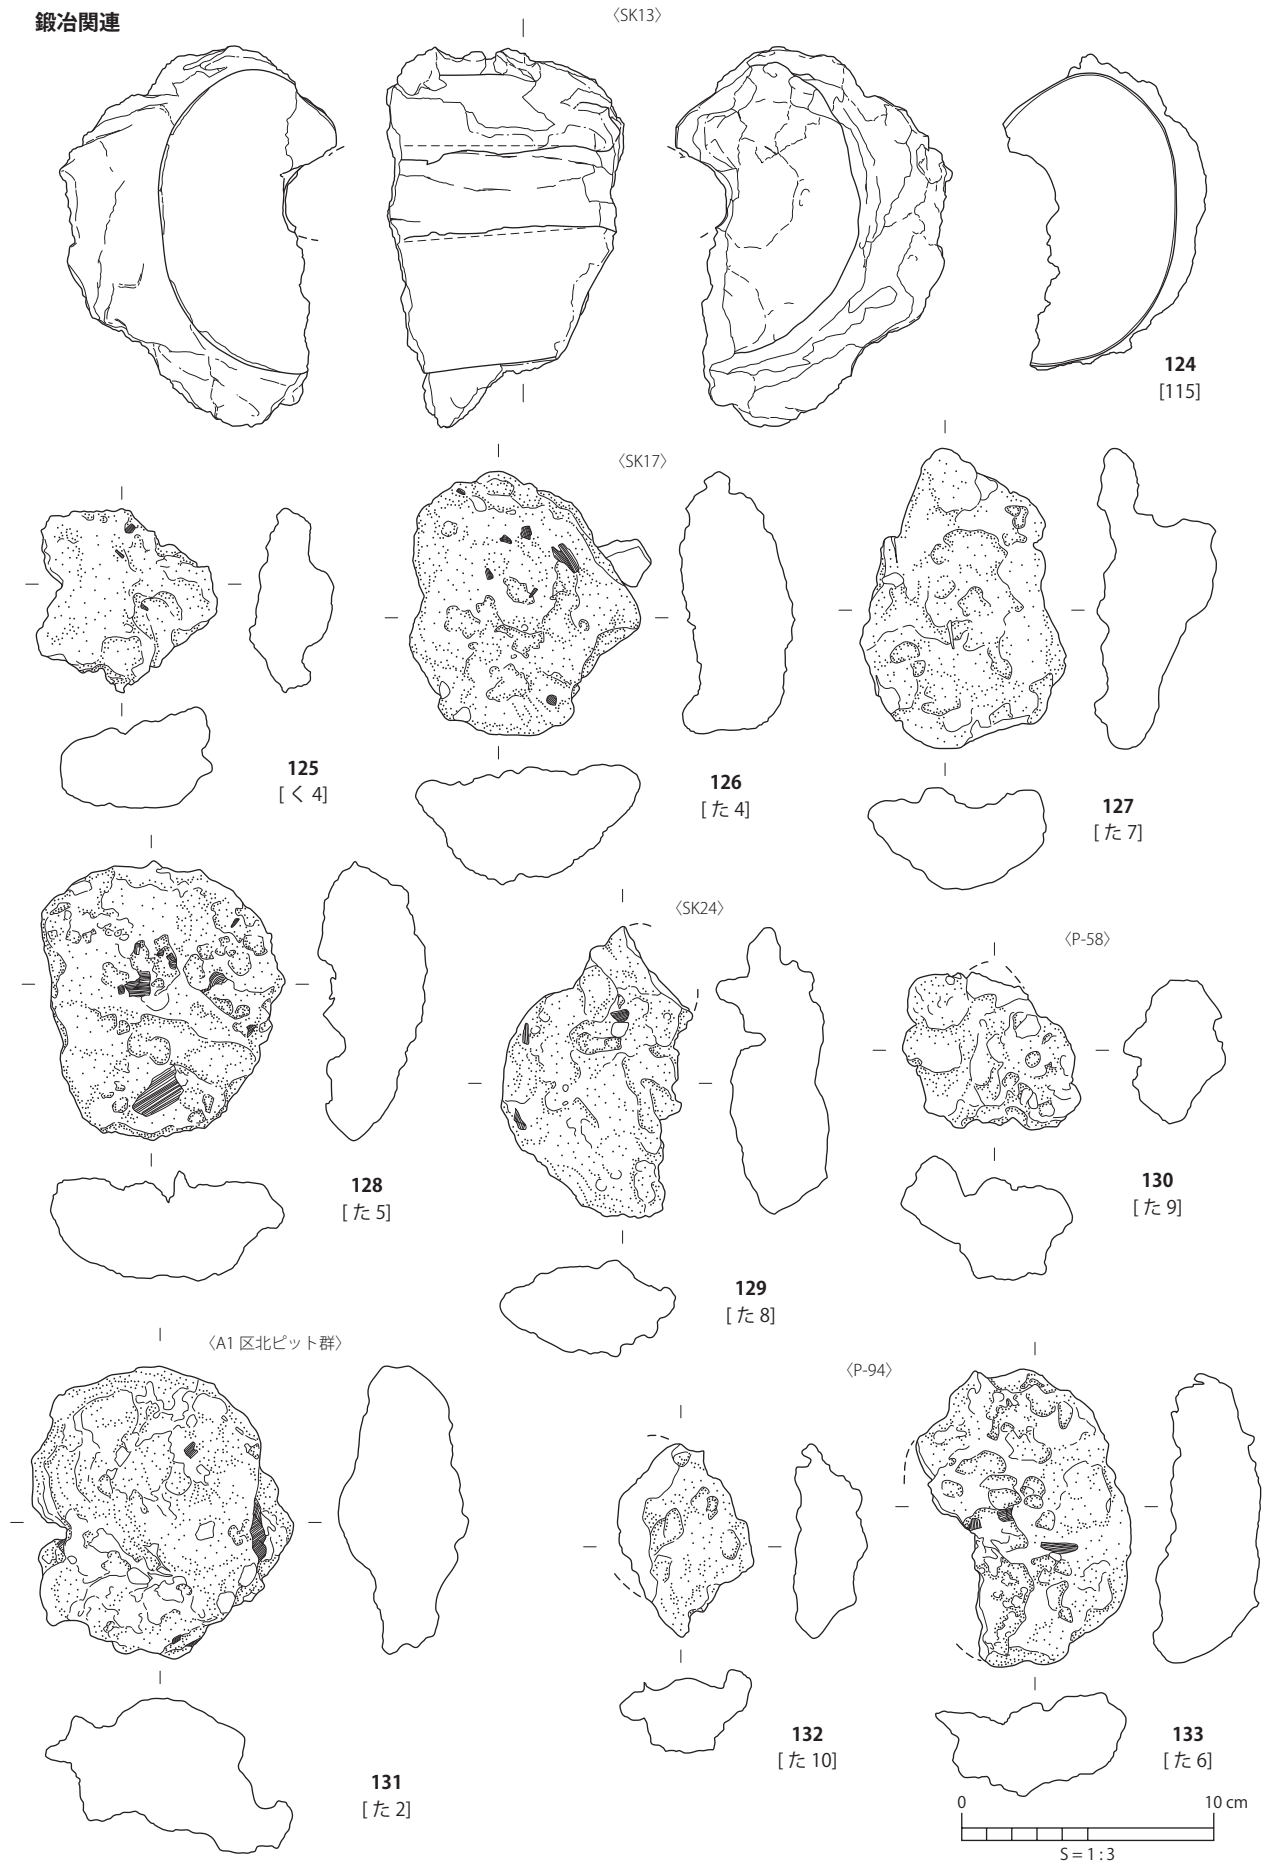 鍛冶関連
〈SK13〉
124
[115]
〈SK17〉
125
[く 4]
126
[た 4]
127
[た 7]
〈SK24〉
〈P-58〉
128
[た 5]
129
[た 8]
130
[た 9]
〈A1 区北ピット群〉
〈P-94〉
131
[た 2]
132
[た 10]
133
[た 6]
0 10 cm
S = 1 : 3